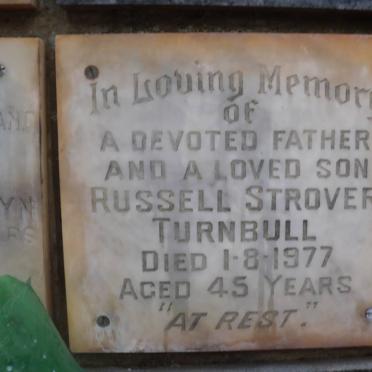 In Loving Memory
of
A DEVOTED FATHER
AND A LOVED SON
RUSSELL STROVER
TURNBULL
DIED 1-8-1977
AGED 45 YEARS
"AT REST."